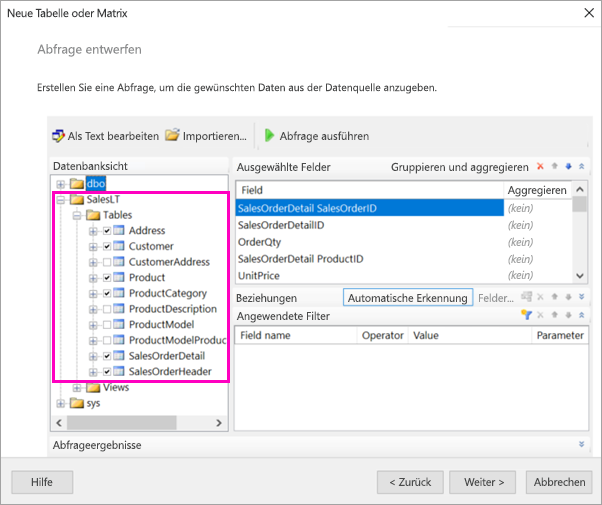 Neue Tabelle oder Matrix
Abfrage entwerfen
Erstellen Sie eine Abfrage, um die gewünschten Daten aus der Datenquelle anzugeben.
Als Text bearbeiten Importieren... Abfrage ausführen
Datenbanksicht
dbo
SalesLT
Tables
Address
Customer
CustomerAddress
Product
ProductCategory
ProductDescription
ProductModel
ProductModelProduc
SalesOrderDetail
SalesOrderHeader
Views
sys
Ausgewählte Felder Gruppieren und aggregieren
Field Aggregieren
SalesOrderDetail SalesOrderID (kein)
SalesOrderDetailID (kein)
OrderQty (kein)
SalesOrderDetail ProductID (kein)
UnitPrice (kein)
Beziehungen Automatische Erkennung Felder...
Angewendete Filter
Field name Operator Value Parameter
Abfrageergebnisse
Hilfe < Zurück Weiter > Abbrechen